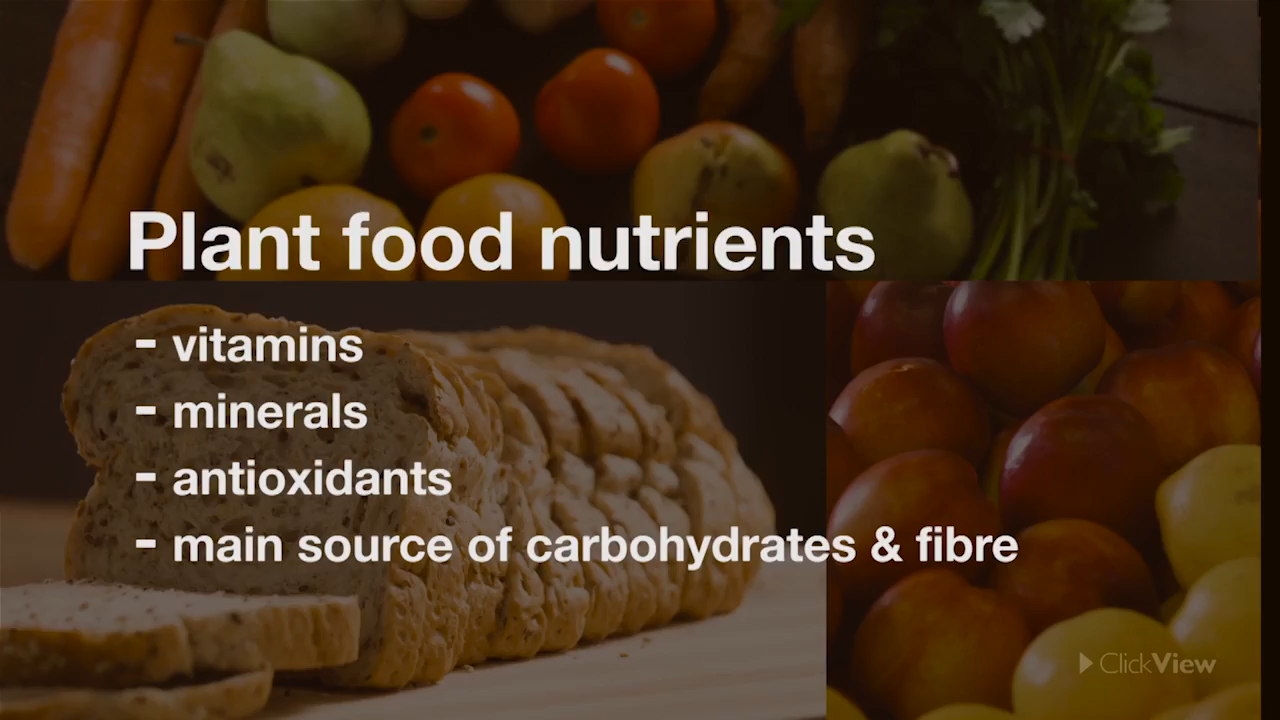 Plant food nutrients
- vitamins
- minerals
- antioxidants
- main source of carbohydrates & fibre
ClickView